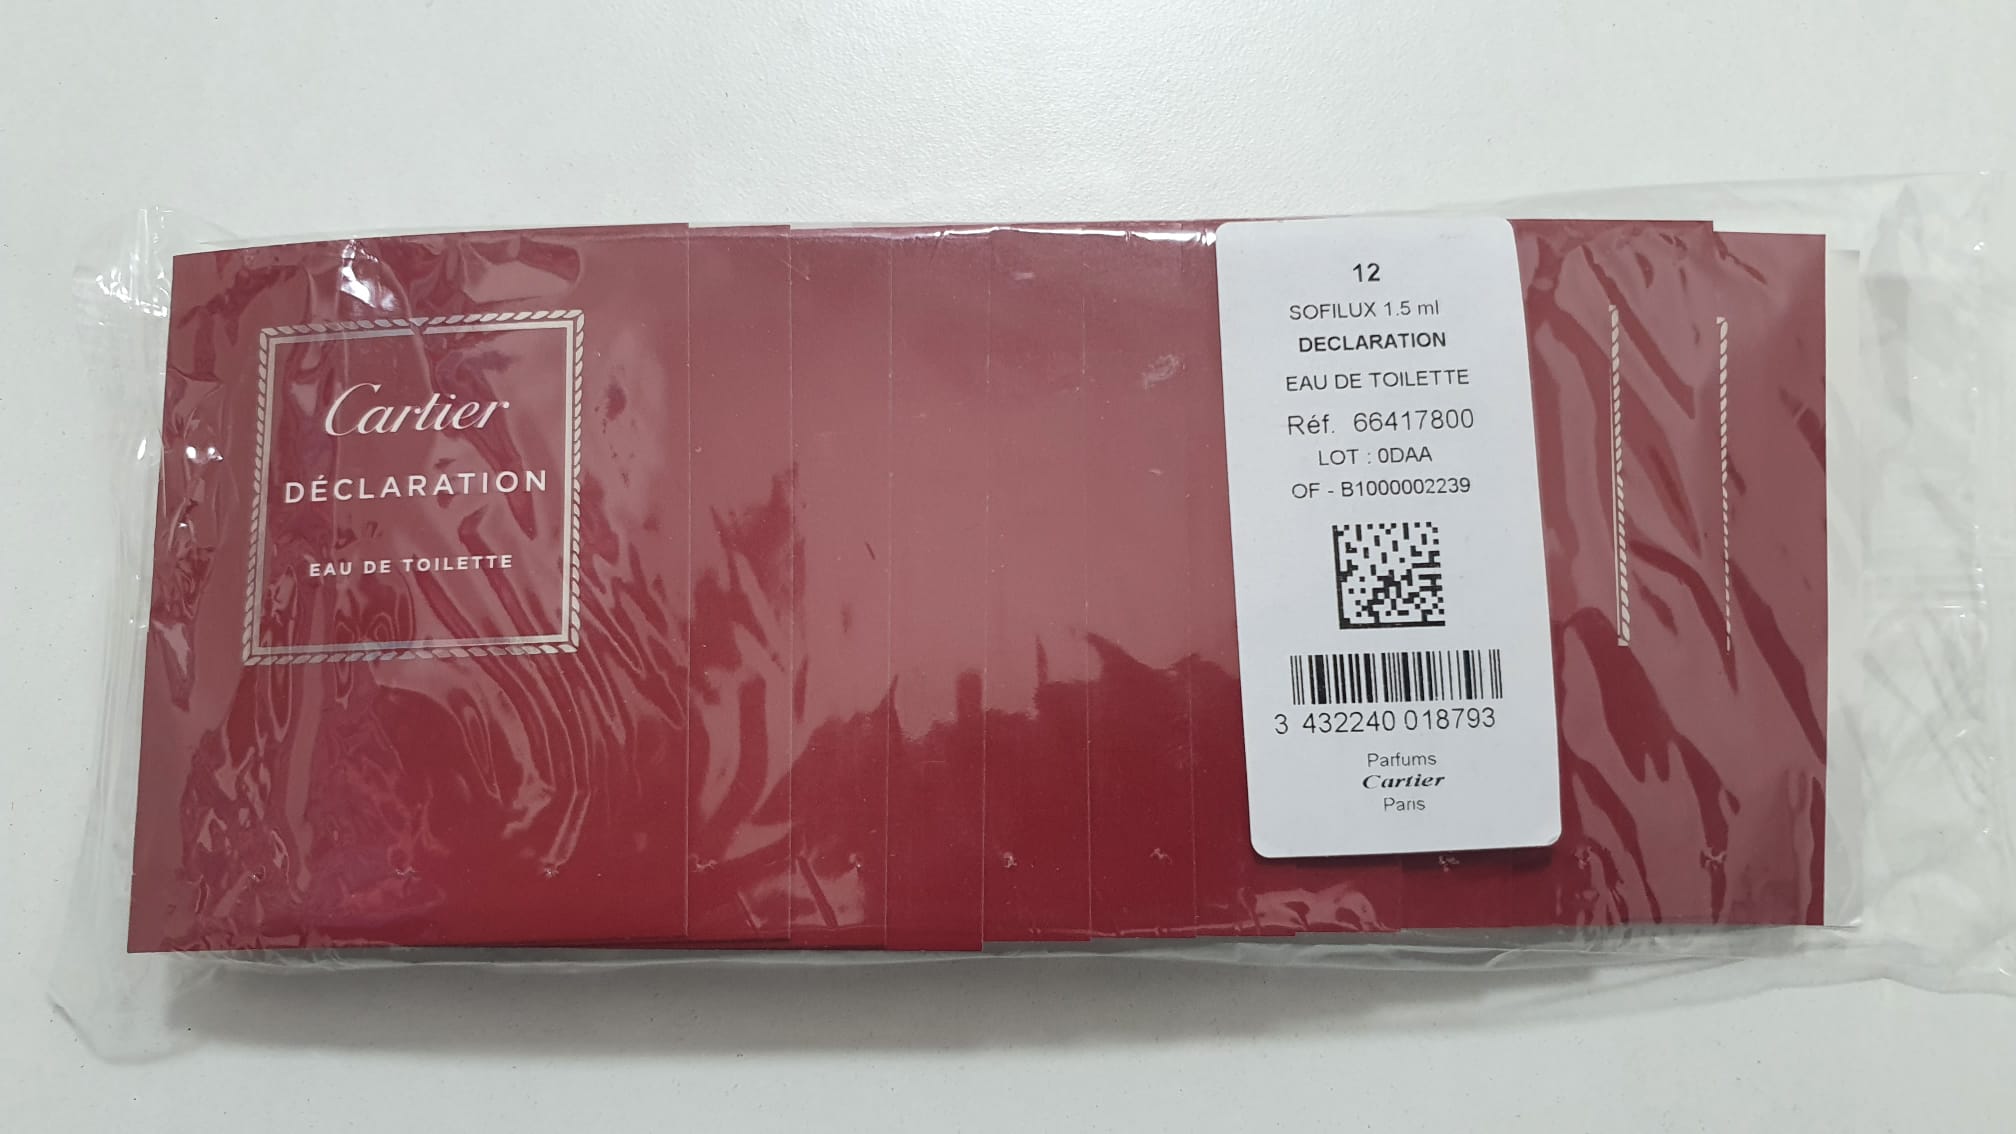 Cartier
DÉCLARATION
EAU DE TOILETTE
12
SOFILUX 1.5 ml
DECLARATION
EAU DE TOILETTE
Réf. 66417800
LOT : 0DAA
OF - B1000002239
3 432240 018793
Parfums
Cartier
Paris